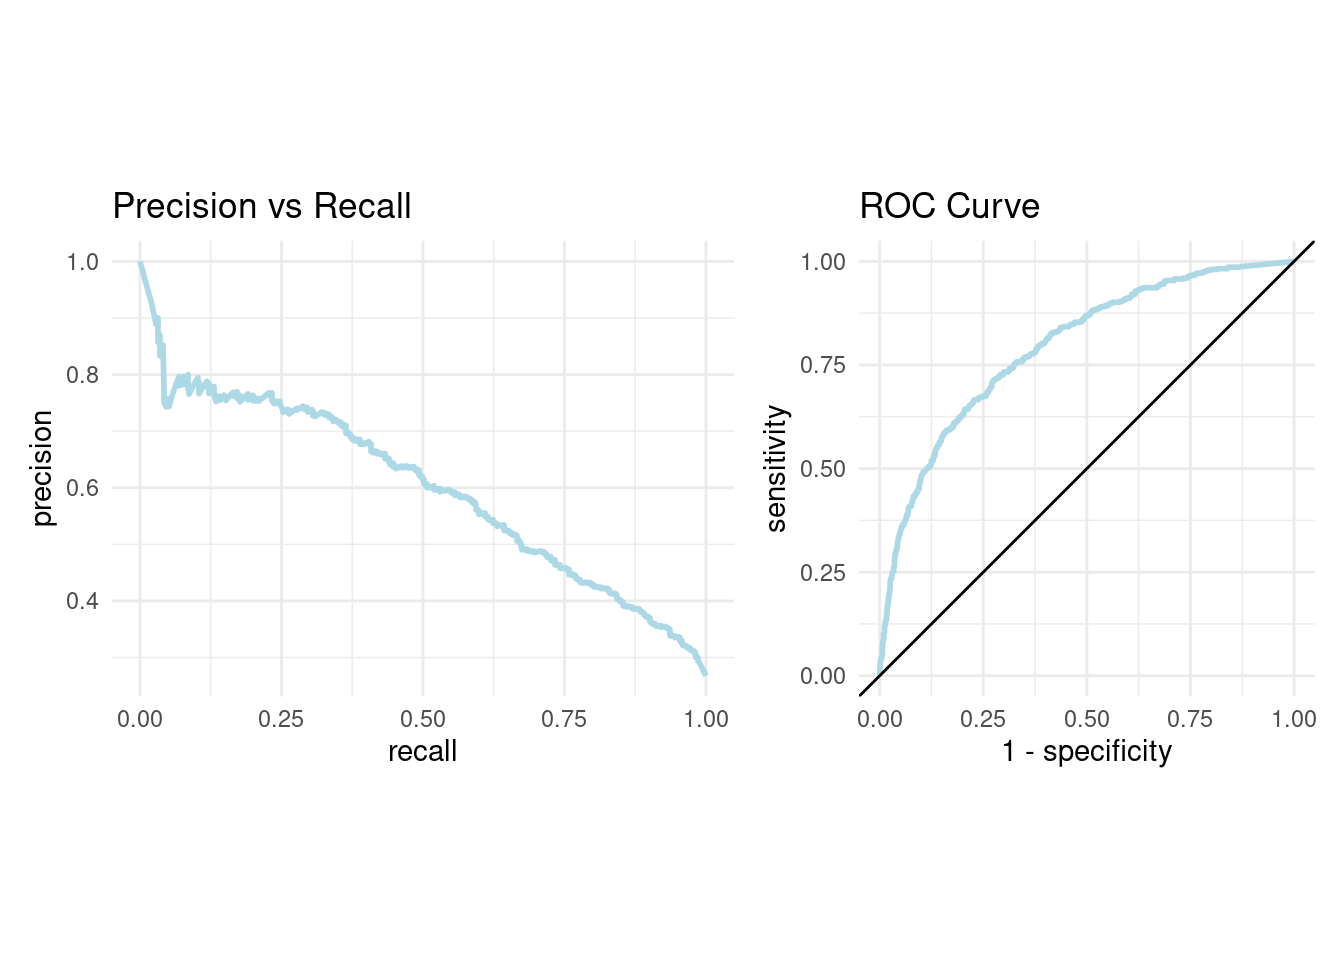 Precision vs Recall
1.0
0.8
0.6
0.4
precision
0.00 0.25 0.50 0.75 1.00
recall
ROC Curve
1.00
0.75
0.50
0.25
0.00
sensitivity
0.00 0.25 0.50 0.75 1.00
1 - specificity